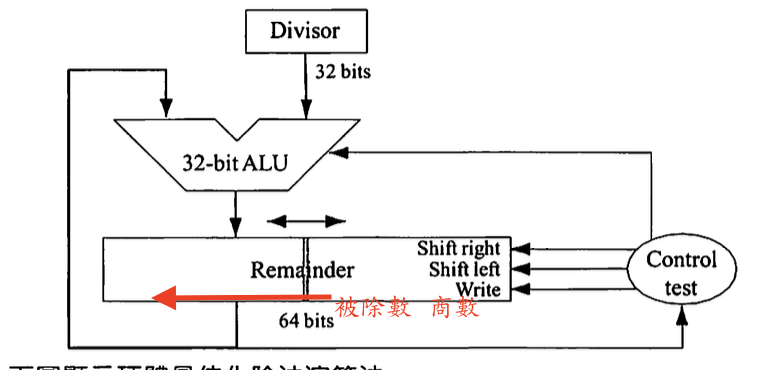 Divisor
32 bits
32-bit ALU
Shift right
Remainder
Shift left
Write
Control
test
被除數 商數
64 bits